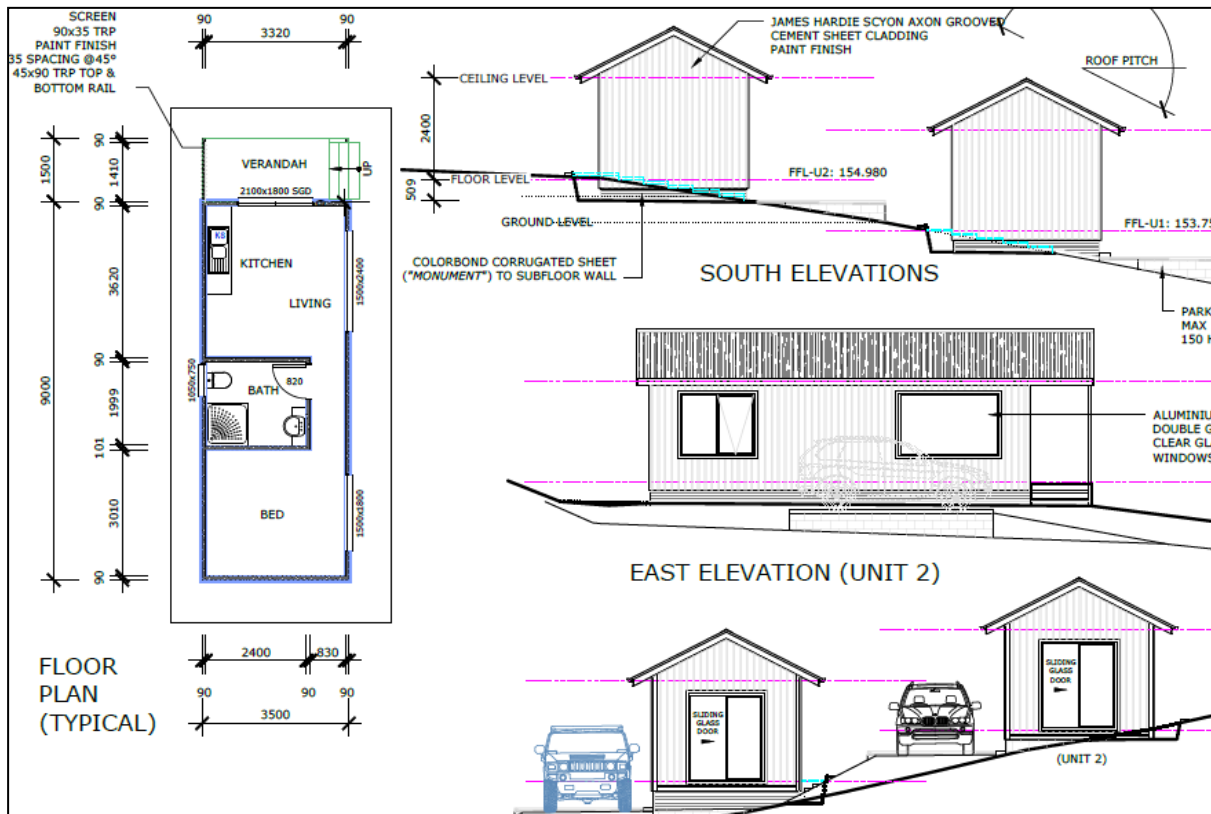 SCREEN
90x35 TRP
PAINT FINISH
35 SPACING @45°
45x90 TRP TOP &
BOTTOM RAIL
90
90
3320
JAMES HARDIE SCYON AXON GROOVED
CEMENT SHEET CLADDING
PAINT FINISH
ROOF PITCH
CEILING LEVEL
2400
FLOOR LEVEL
509
GROUND LEVEL
FFL-U2: 154.980
FFL-U1: 153.75
COLORBOND CORRUGATED SHEET
("MONUMENT") TO SUBFLOOR WALL
SOUTH ELEVATIONS
PARK
MAX
150
1500
90
1410
90
3620
90
1999
101
3010
90
9000
VERANDAH
UP
2100x1800 SGD
KS
KITCHEN
LIVING
1500x2400
1050x750
BATH
820
BED
1500x1800
2400
830
90
90
90
3500
FLOOR
PLAN
(TYPICAL)
ALUMINIU
DOUBLE G
CLEAR GL
WINDOWS
EAST ELEVATION (UNIT 2)
SLIDING
GLASS
DOOR
SLIDING
GLASS
DOOR
(UNIT 2)